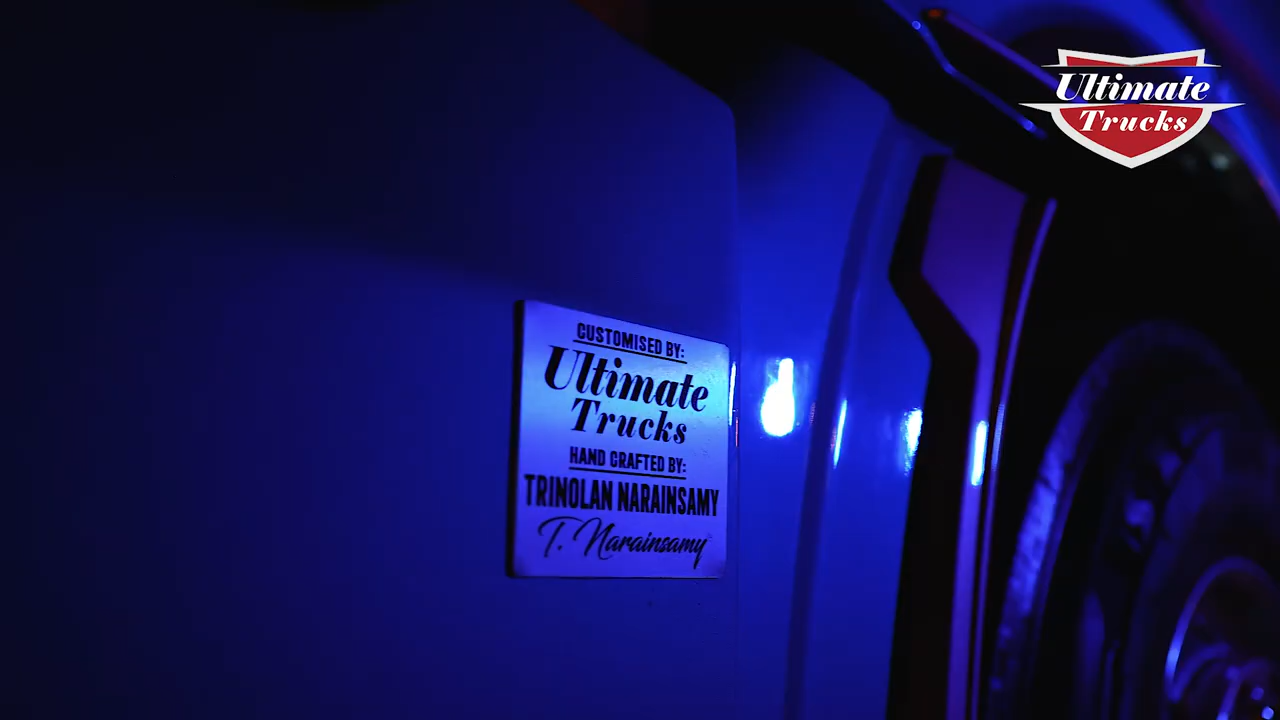 Ultimate
Trucks
CUSTOMISED BY:
Ultimate
Trucks
HAND CRAFTED BY:
TRINOLAN NARAINSAMY
T. Narainsamy